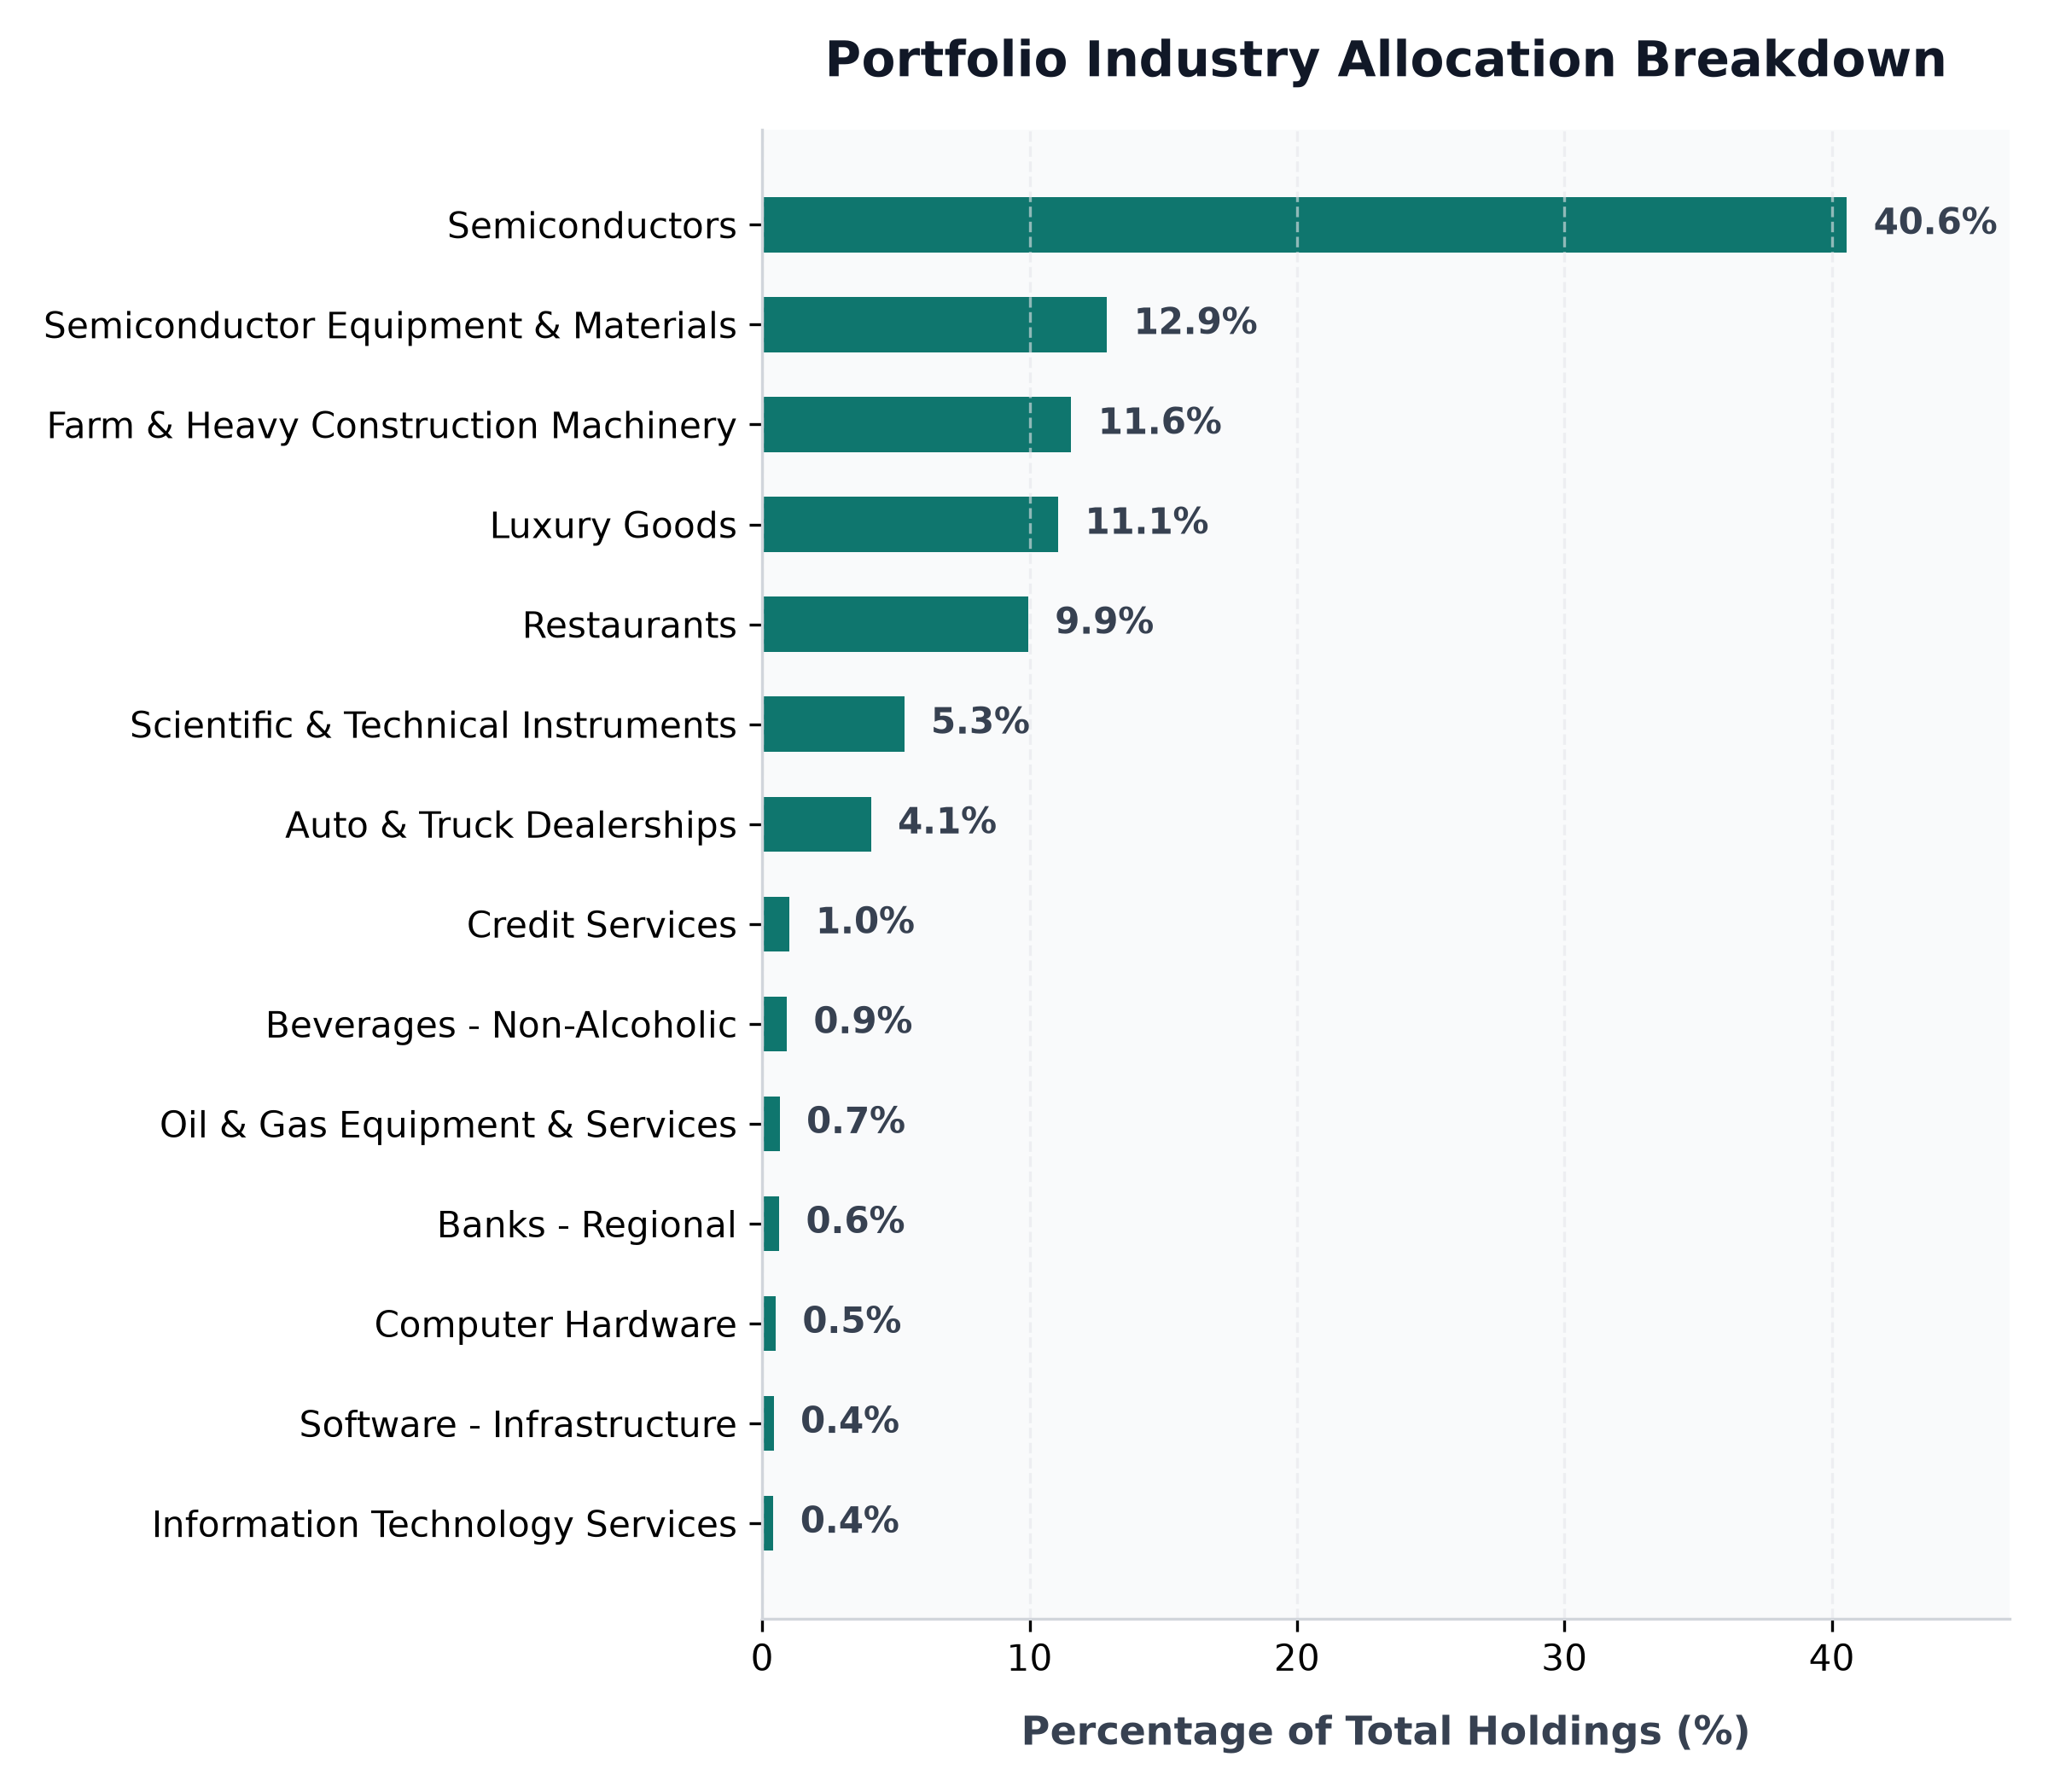 Portfolio Industry Allocation Breakdown
Semiconductors 40.6%
Semiconductor Equipment & Materials 12.9%
Farm & Heavy Construction Machinery 11.6%
Luxury Goods 11.1%
Restaurants 9.9%
Scientific & Technical Instruments 5.3%
Auto & Truck Dealerships 4.1%
Credit Services 1.0%
Beverages - Non-Alcoholic 0.9%
Oil & Gas Equipment & Services 0.7%
Banks - Regional 0.6%
Computer Hardware 0.5%
Software - Infrastructure 0.4%
Information Technology Services 0.4%
0 10 20 30 40
Percentage of Total Holdings (%)